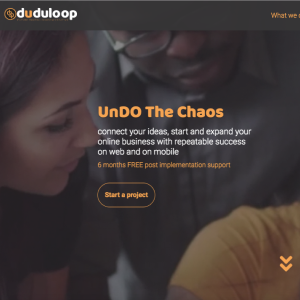 duduloop
What we
UnDO The Chaos
connect your ideas, start and expand your
online business with repeatable success
on web and on mobile
6 months FREE post implementation support
Start a project